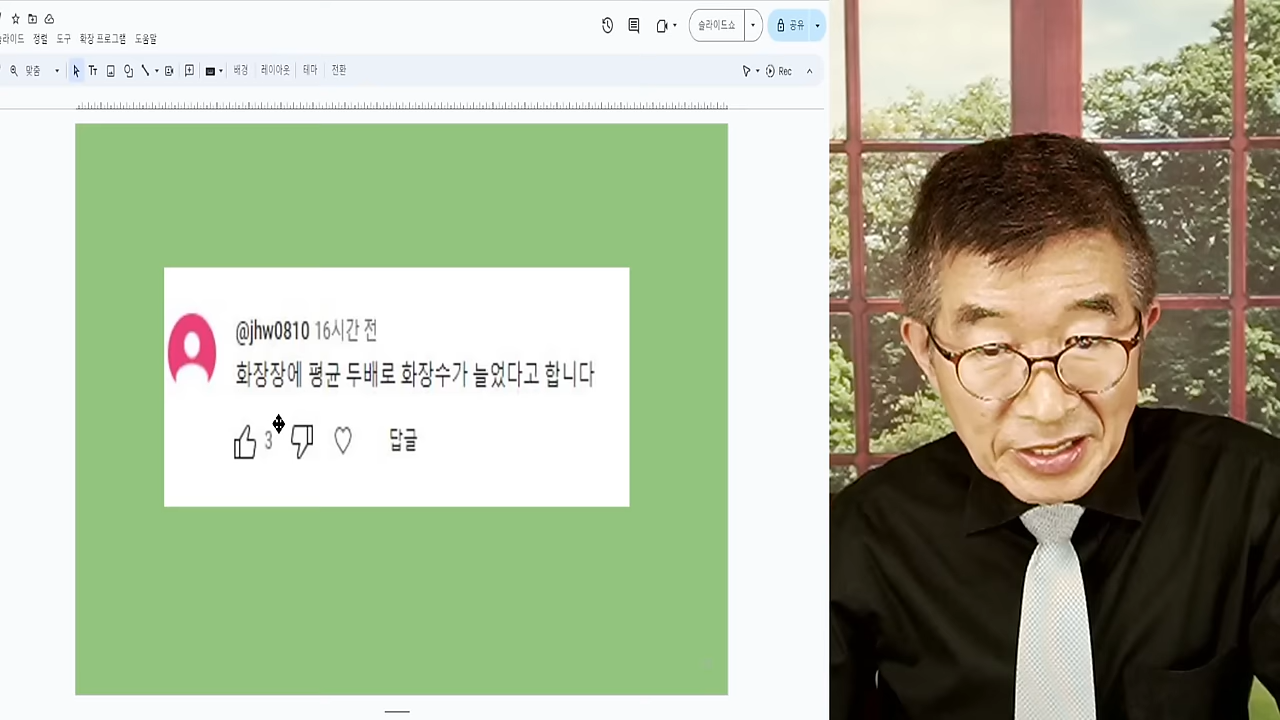 슬라이드쇼
공유
라이드 정렬 도구 확장 프로그램 도움말
맞춤
배경 레이아웃 테마 전환
Rec
@jhw0810 16시간 전
화장장에 평균 두배로 화장수가 늘었다고 합니다
3
답글